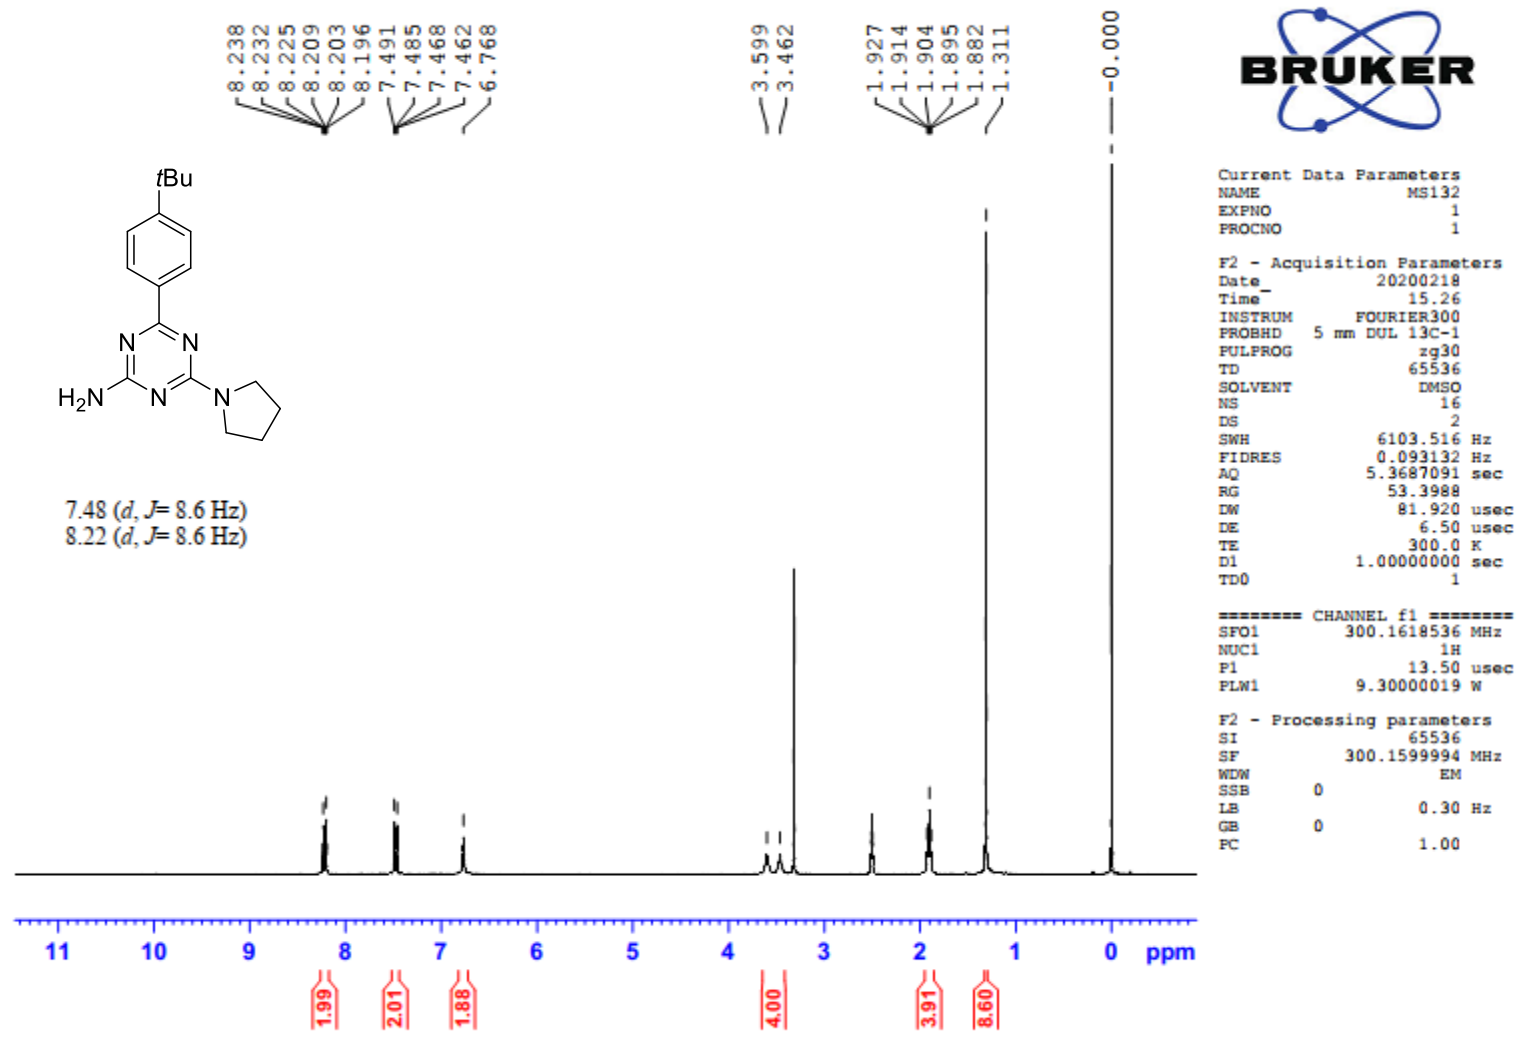 8.238
8.232
8.225
8.209
8.203
8.196
7.491
7.485
7.468
7.462
6.768
3.599
3.462
1.927
1.914
1.904
1.895
1.882
1.311
-0.000
BRUKER
tBu
N
N
H2N
N
N
7.48 (d, J= 8.6 Hz)
8.22 (d, J= 8.6 Hz)
Current Data Parameters
NAME MS132
EXPNO 1
PROCNO 1
F2 - Acquisition Parameters
Date_ 20200218
Time 15.26
INSTRUM FOURIER300
PROBHD 5 mm DUL 13C-1
PULPROG zg30
TD 65536
SOLVENT DMSO
NS 16
DS 2
SWH 6103.516 Hz
FIDRES 0.093132 Hz
AQ 5.3687091 sec
RG 53.3988
DW 81.920 usec
DE 6.50 usec
TE 300.0 K
D1 1.00000000 sec
TD0 1
======== CHANNEL f1 ========
SFO1 300.1618536 MHz
NUC1 1H
P1 13.50 usec
PLW1 9.30000019 W
F2 - Processing parameters
SI 65536
SF 300.1599994 MHz
WDW EM
SSB 0
LB 0.30 Hz
GB 0
PC 1.00
11 10 9 8 7 6 5 4 3 2 1 0 ppm
1.99
2.01
1.88
4.00
3.91
8.60